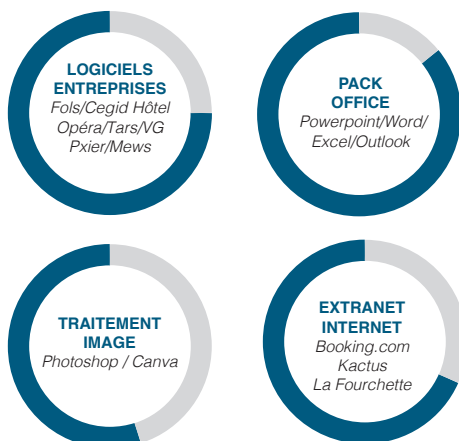 LOGICIELS
ENTREPRISES
Fols/Cegid Hôtel
Opéra/Tars/VG
Pxier/Mews
PACK
OFFICE
Powerpoint/Word/
Excel/Outlook
TRAITEMENT
IMAGE
Photoshop / Canva
EXTRANET
INTERNET
Booking.com
Kactus
La Fourchette